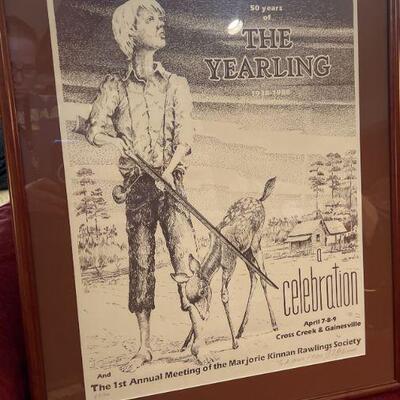 50 years
of
THE
YEARLING
1938-1988
a
celebration
April 7-8-9
Cross Creek & Gainesville
And
The 1st Annual Meeting of the Marjorie Kinnan Rawlings Society